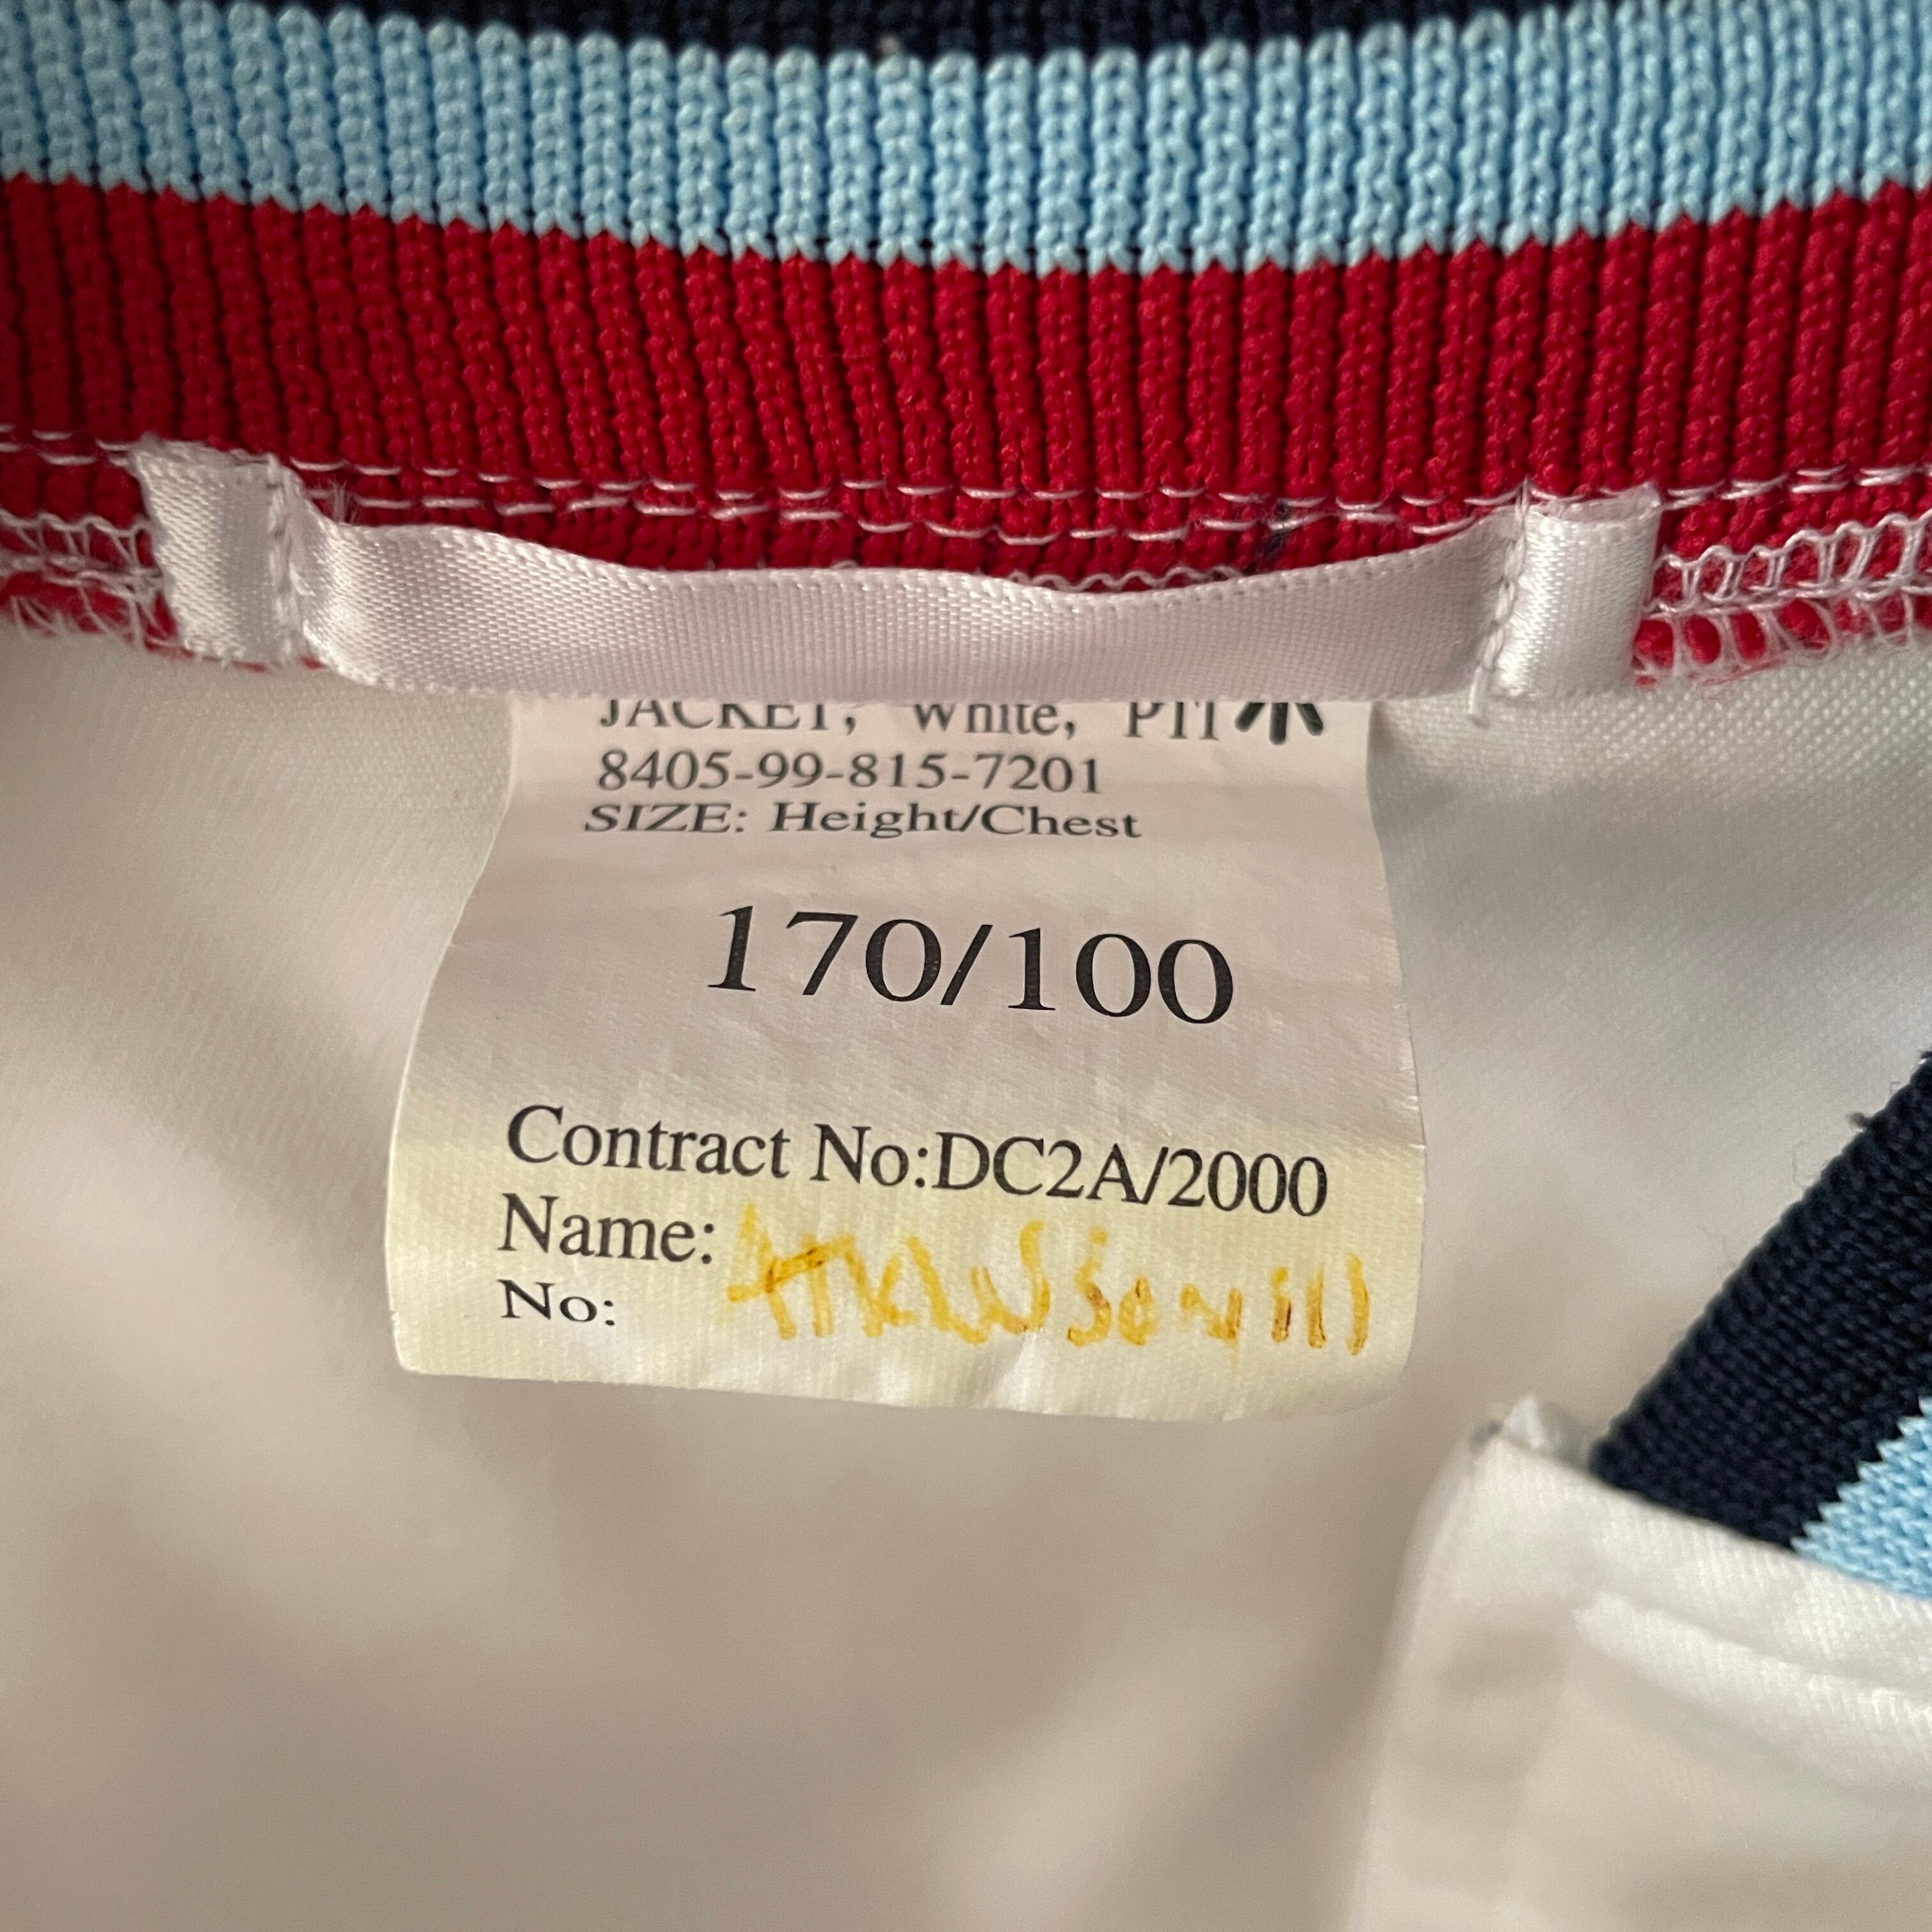 JACKET, White, PTI
8405-99-815-7201
SIZE: Height/Chest
170/100
Contract No:DC2A/2000
Name:
No: